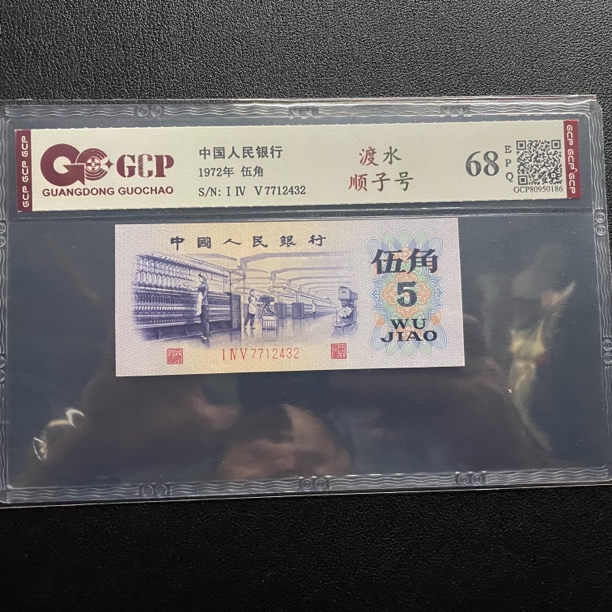 GCP
GUANGDONG GUOCHAO
中国人民银行
1972年 伍角
S/N: I IV V 7712432
渡水
顺子号
68
EPQ
GCP80950186
GCP GCP GCP
GCP GCP GCP
中國人民銀行
伍角
5
WU
JIAO
I IV V 7712432